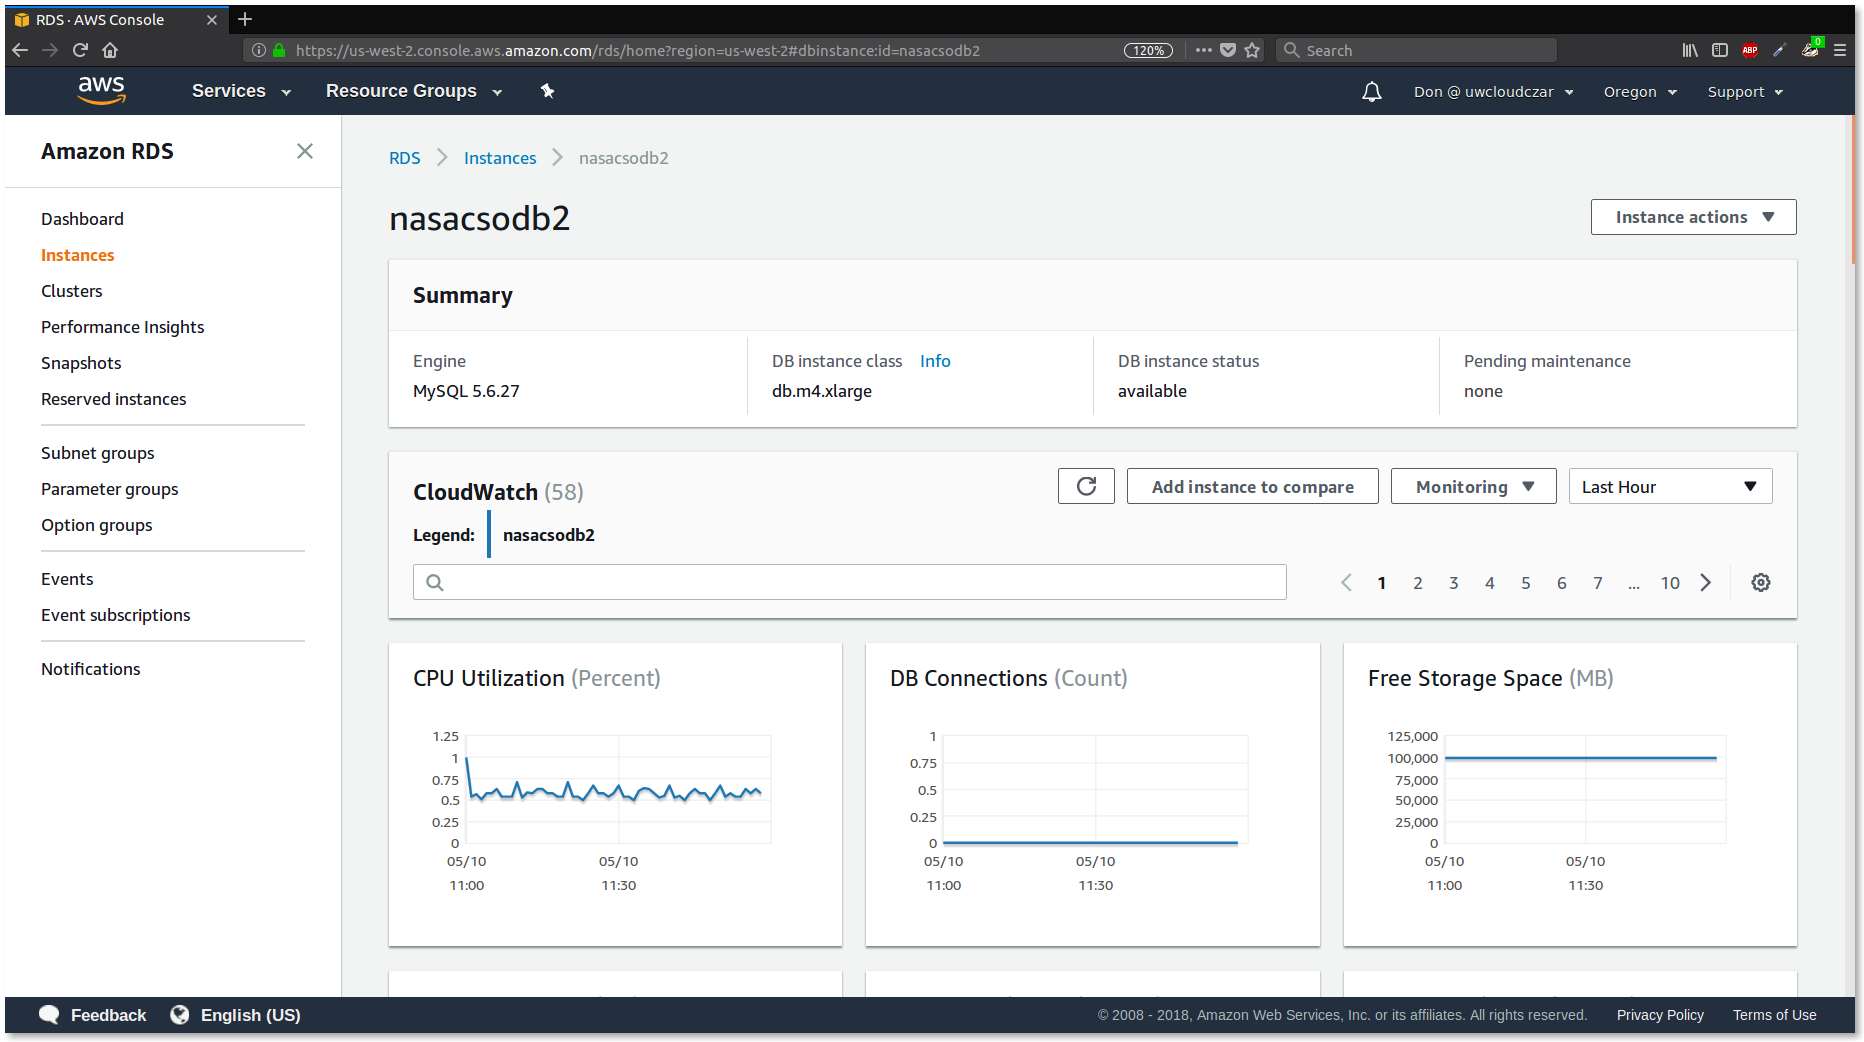 RDS · AWS Console
https://us-west-2.console.aws.amazon.com/rds/home?region=us-west-2#dbinstance:id=nasacsodb2
120%
Search
ABP
0
aws
Services
Resource Groups
Don @ uwcloudczar
Oregon
Support
Amazon RDS
Dashboard
Instances
Clusters
Performance Insights
Snapshots
Reserved instances
Subnet groups
Parameter groups
Option groups
Events
Event subscriptions
Notifications
RDS > Instances > nasacsodb2
nasacsodb2
Instance actions
Summary
Engine
MySQL 5.6.27
DB instance class Info
db.m4.xlarge
DB instance status
available
Pending maintenance
none
CloudWatch (58)
Add instance to compare
Monitoring
Last Hour
Legend: nasacsodb2
1 2 3 4 5 6 7 ... 10
CPU Utilization (Percent)
1.25
1
0.75
0.5
0.25
0
05/10 05/10
11:00 11:30
DB Connections (Count)
1
0.75
0.5
0.25
0
05/10 05/10
11:00 11:30
Free Storage Space (MB)
125,000
100,000
75,000
50,000
25,000
0
05/10 05/10
11:00 11:30
Feedback
English (US)
© 2008 - 2018, Amazon Web Services, Inc. or its affiliates. All rights reserved.
Privacy Policy
Terms of Use